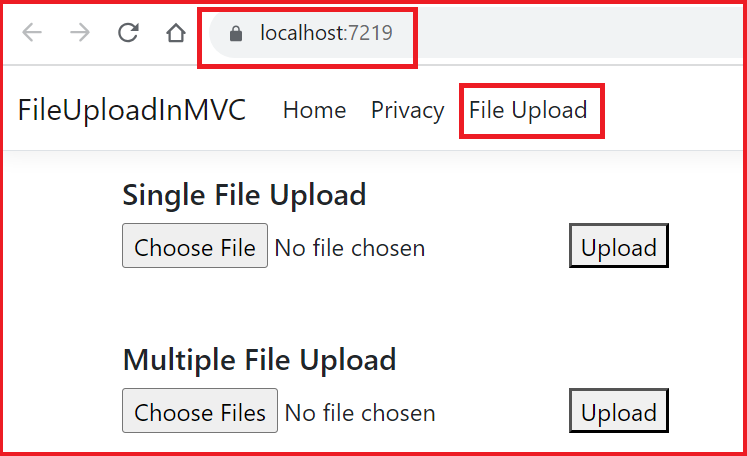 localhost:7219
FileUploadInMVC Home Privacy File Upload
Single File Upload
Choose File No file chosen Upload
Multiple File Upload
Choose Files No file chosen Upload